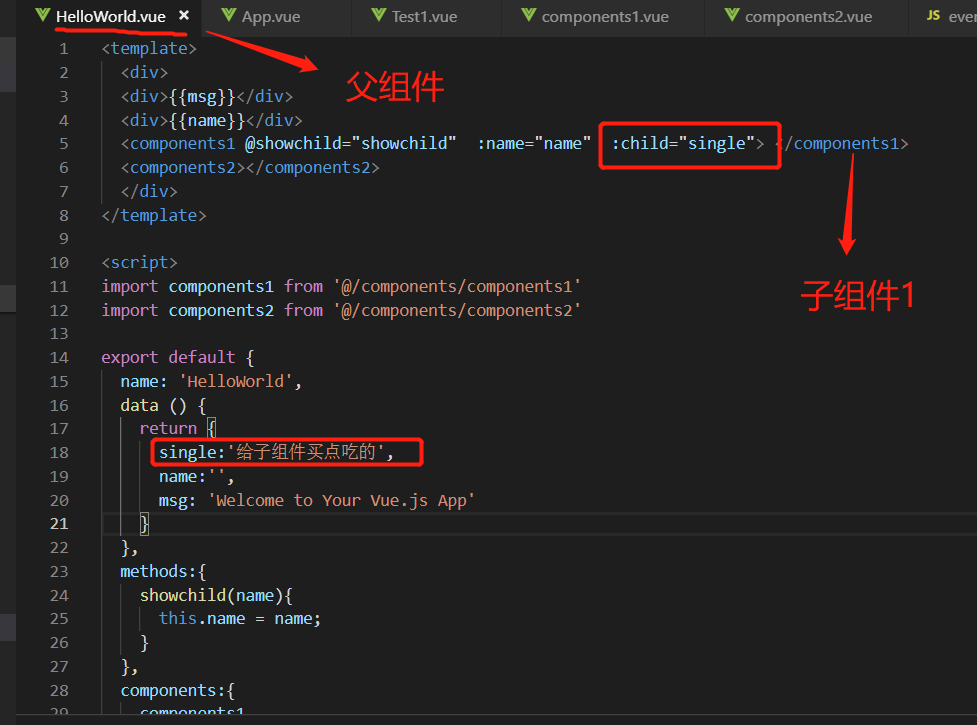 HelloWorld.vue × App.vue Test1.vue components1.vue components2.vue JS even
父组件
1 <template>
2 <div>
3 <div>{{msg}}</div>
4 <div>{{name}}</div>
5 <components1 @showchild="showchild"  :name="name"  :child="single"> </components1>
6 <components2></components2>
7 </div>
8 </template>
子组件1
9
10 <script>
11 import components1 from '@/components/components1'
12 import components2 from '@/components/components2'
13
14 export default {
15 name: 'HelloWorld',
16 data () {
17 return {
18 single:'给子组件买点吃的',
19 name:'',
20 msg: 'Welcome to Your Vue.js App'
21 }
22 },
23 methods:{
24 showchild(name){
25 this.name = name;
26 }
27 },
28 components:{
29 components1